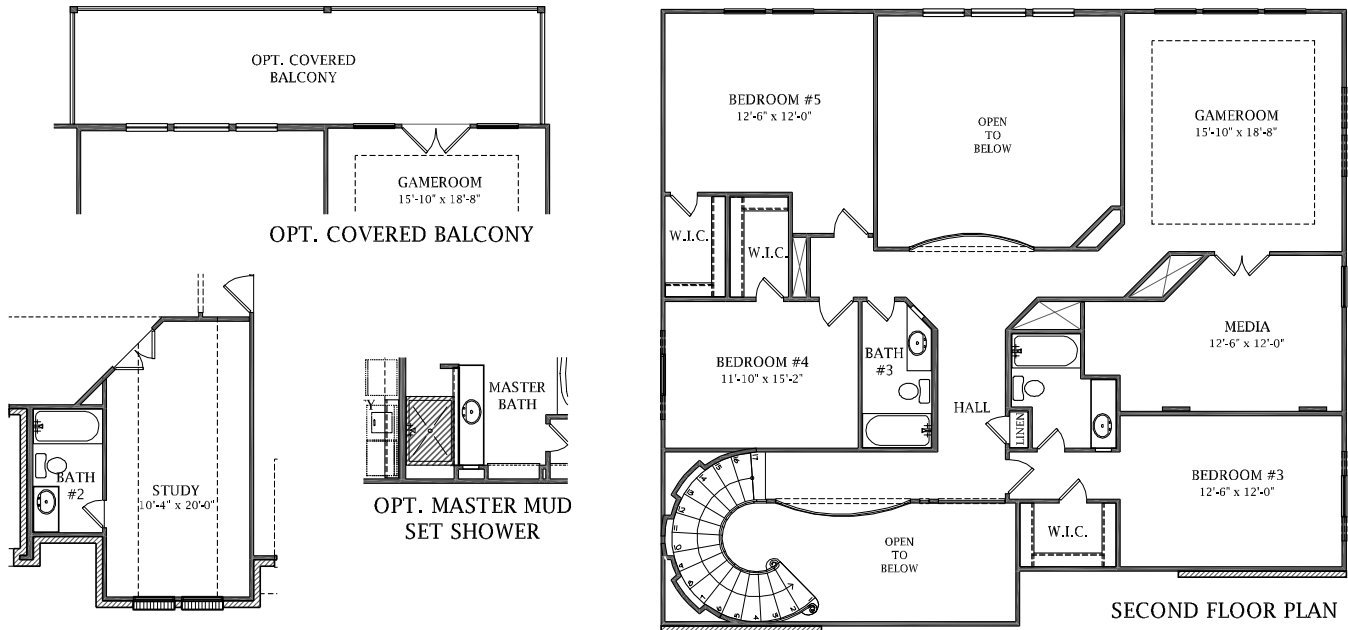 OPT. COVERED
BALCONY
GAMEROOM
15'-10" x 18'-8"
OPT. COVERED BALCONY
BATH
#2
STUDY
10'-4" x 20'-0"
MASTER
BATH
OPT. MASTER MUD
SET SHOWER
BEDROOM #5
12'-6" x 12'-0"
OPEN
TO
BELOW
GAMEROOM
15'-10" x 18'-8"
W.I.C.
W.I.C.
BEDROOM #4
11'-10" x 15'-2"
BATH
#3
MEDIA
12'-6" x 12'-0"
HALL
LINEN
BEDROOM #3
12'-6" x 12'-0"
W.I.C.
OPEN
TO
BELOW
SECOND FLOOR PLAN